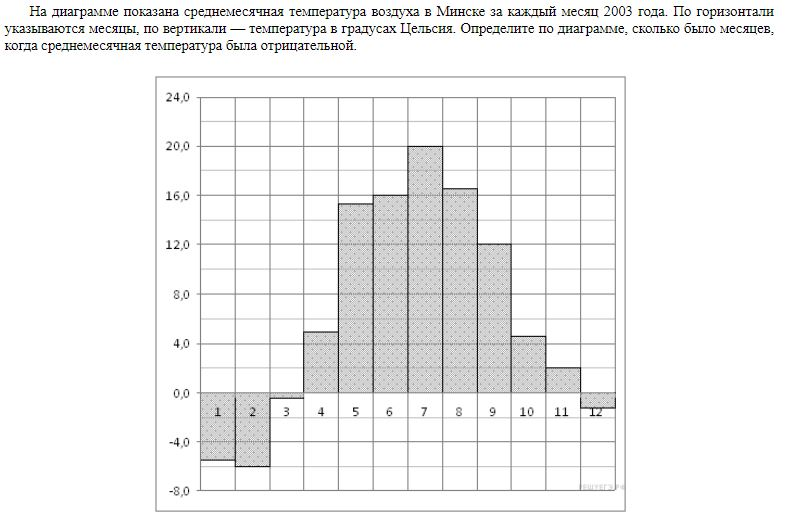 На диаграмме показана среднемесячная температура воздуха в Минске за каждый месяц 2003 года. По горизонтали
указываются месяцы, по вертикали — температура в градусах Цельсия. Определите по диаграмме, сколько было месяцев,
когда среднемесячная температура была отрицательной.
24,0
20,0
16,0
12,0
8,0
4,0
0,0
1 2 3 4 5 6 7 8 9 10 11 12
-4,0
-8,0
РЕШУЕГЭ.РФ